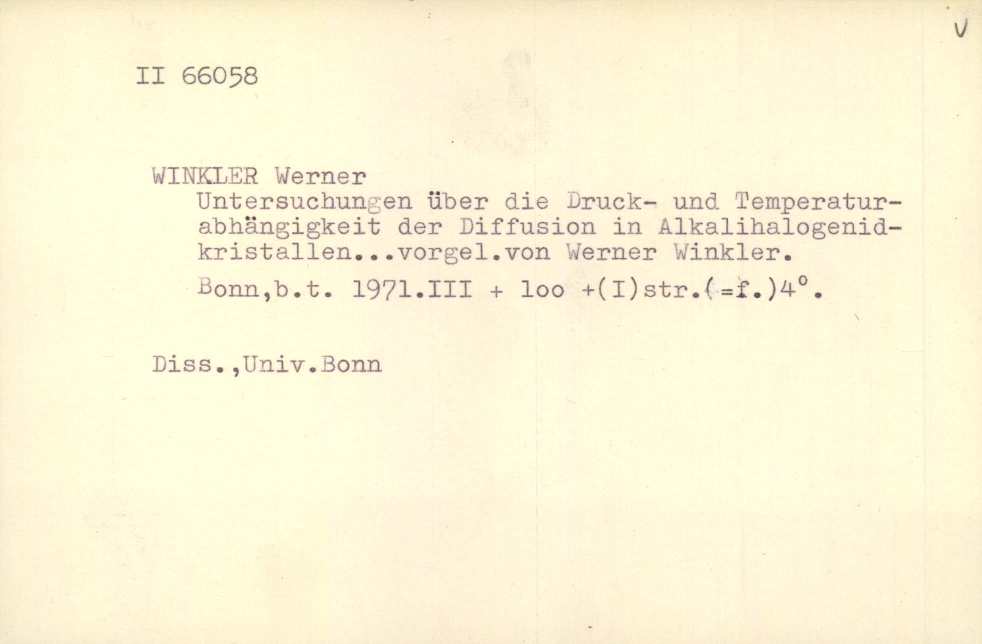 V
II 66058
WINKLER Werner
Untersuchungen über die Druck- und Temperatur-
abhängigkeit der Diffusion in Alkalihalogenid-
kristallen...vorgel.von Werner Winkler.
Bonn,b.t. 1971.III + loo +(I)str.(=f.)4°.
Diss.,Univ.Bonn